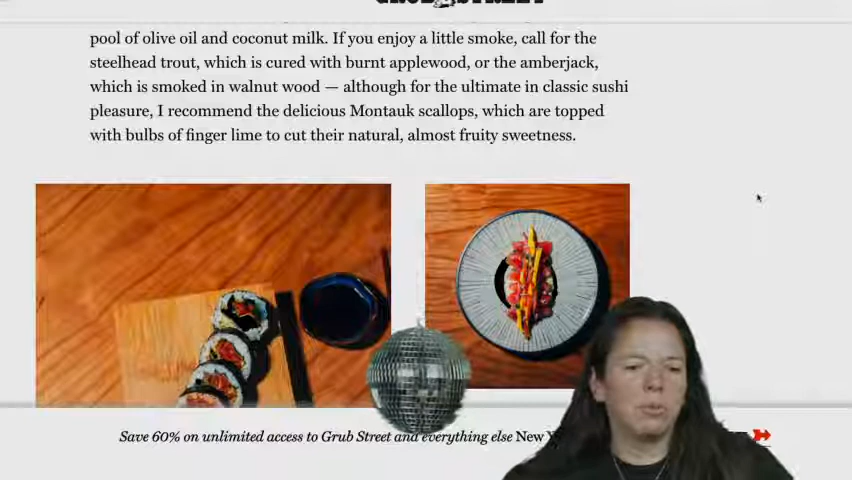 pool of olive oil and coconut milk. If you enjoy a little smoke, call for the
steelhead trout, which is cured with burnt applewood, or the amberjack,
which is smoked in walnut wood — although for the ultimate in classic sushi
pleasure, I recommend the delicious Montauk scallops, which are topped
with bulbs of finger lime to cut their natural, almost fruity sweetness.
Save 60% on unlimited access to Grub Street and everything else New